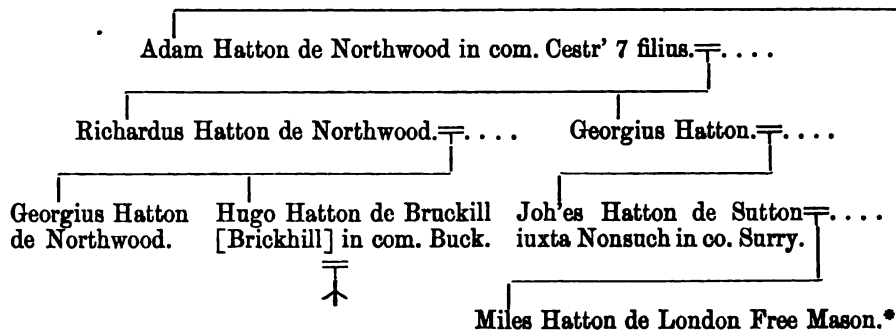 Adam Hatton de Northwood in com. Cestr' 7 filius.=. . . .
Richardus Hatton de Northwood.=. . . .
Georgius Hatton.=. . . .
Georgius Hatton
de Northwood.
Hugo Hatton de Bruckill
[Brickhill] in com. Buck.
Joh'es Hatton de Sutton=. . . .
iuxta Nonsuch in co. Surry.
Miles Hatton de London Free Mason.*